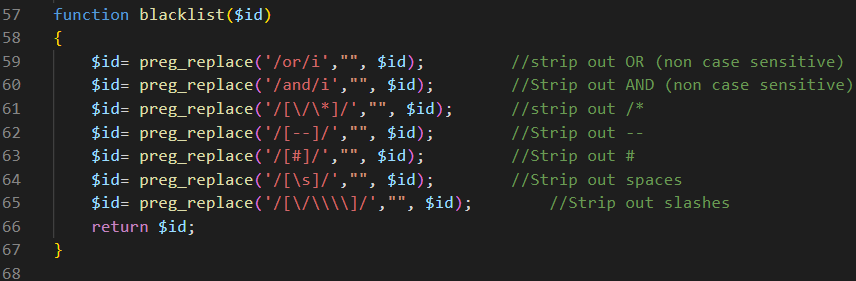 57 function blacklist($id)
58 {
59 $id= preg_replace('/or/i',"", $id); //strip out OR (non case sensitive)
60 $id= preg_replace('/and/i',"", $id); //Strip out AND (non case sensitive)
61 $id= preg_replace('/[\/\*]/',"", $id); //strip out /*
62 $id= preg_replace('/[--]/',"", $id); //Strip out --
63 $id= preg_replace('/[#]/',"", $id); //Strip out #
64 $id= preg_replace('/[\s]/',"", $id); //Strip out spaces
65 $id= preg_replace('/[\/\\\\]/',"", $id); //Strip out slashes
66 return $id;
67 }
68